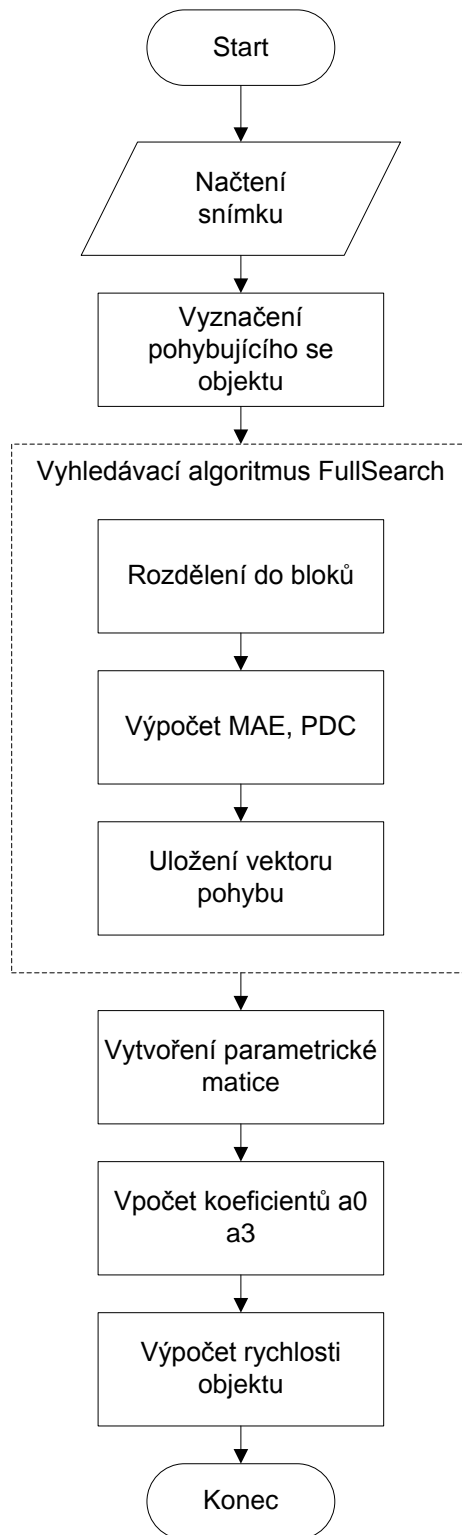 Start
Načtení
snímku
Vyznačení
pohybujícího se
objektu
Vyhledávací algoritmus FullSearch
Rozdělení do bloků
Výpočet MAE, PDC
Uložení vektoru
pohybu
Vytvoření parametrické
matice
Vpočet koeficientů a0
a3
Výpočet rychlosti
objektu
Konec